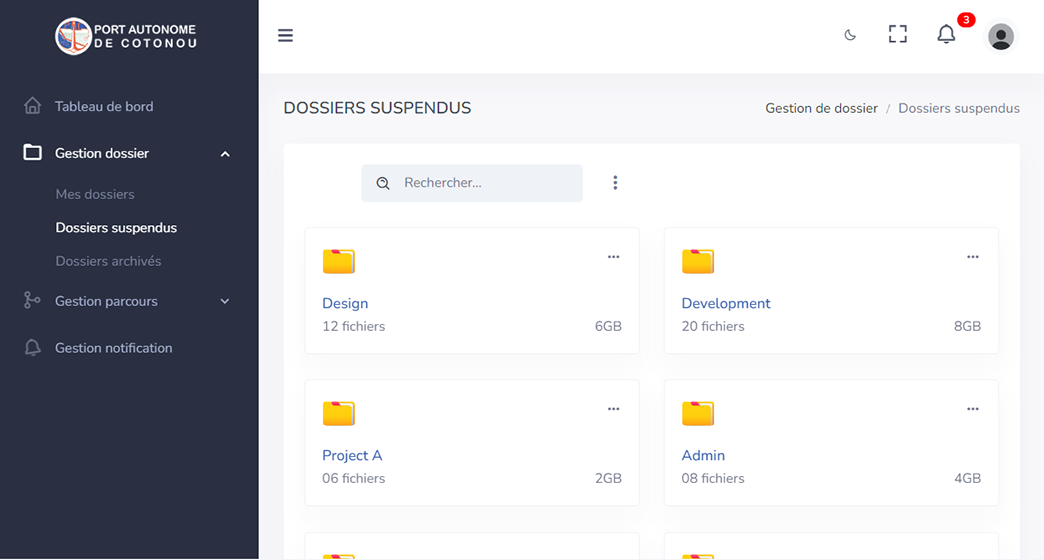 PORT AUTONOME
DE COTONOU
3
Tableau de bord
Gestion dossier
Mes dossiers
Dossiers suspendus
Dossiers archivés
Gestion parcours
Gestion notification
DOSSIERS SUSPENDUS
Gestion de dossier / Dossiers suspendus
Rechercher...
Design
12 fichiers 6GB
Development
20 fichiers 8GB
Project A
06 fichiers 2GB
Admin
08 fichiers 4GB